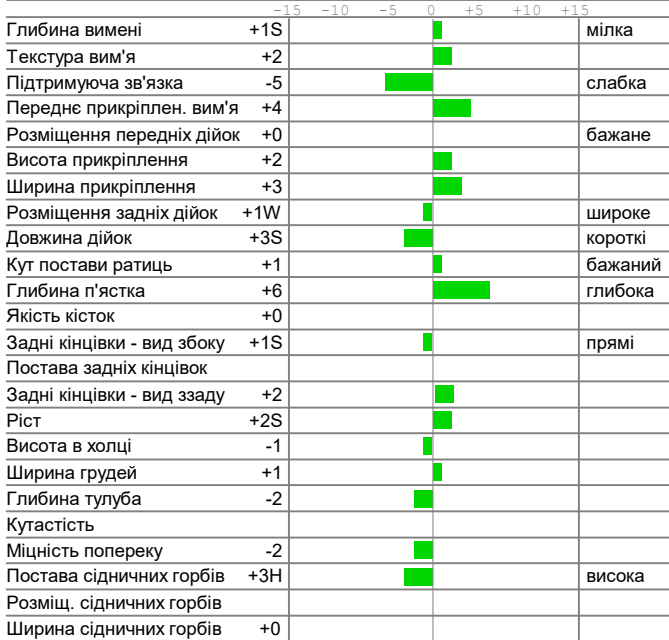 -15 -10 -5 0 +5 +10 +15
Глибина вимені +1S мілка
Текстура вим'я +2
Підтримуюча зв'язка -5 слабка
Переднє прикріплен. вим'я +4
Розміщення передніх дійок +0 бажане
Висота прикріплення +2
Ширина прикріплення +3
Розміщення задніх дійок +1W широке
Довжина дійок +3S короткі
Кут постави ратиць +1 бажаний
Глибина п'ястка +6 глибока
Якість кісток +0
Задні кінцівки - вид збоку +1S прямі
Постава задніх кінцівок
Задні кінцівки - вид ззаду +2
Ріст +2S
Висота в холці -1
Ширина грудей +1
Глибина тулуба -2
Кутастість
Міцність попереку -2
Постава сідничних горбів +3H висока
Розміщ. сідничних горбів
Ширина сідничних горбів +0